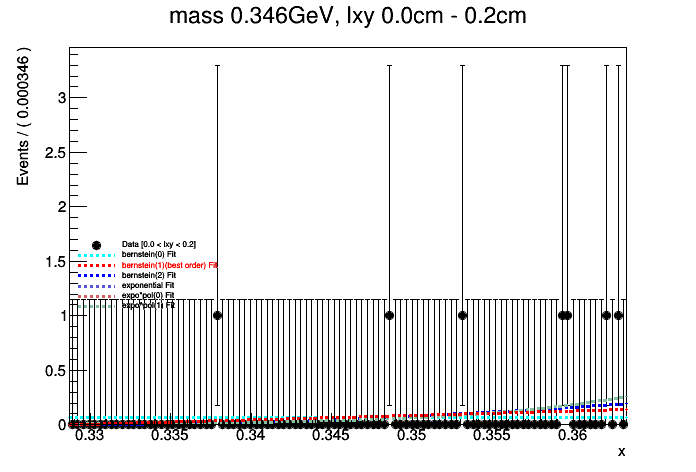 mass 0.346GeV, lxy 0.0cm - 0.2cm
Events / ( 0.000346 )
3
2.5
2
1.5
1
0.5
0
Data [0.0 < lxy < 0.2]
bernstein(0) Fit
bernstein(1)(best order) Fit
bernstein(2) Fit
exponential Fit
expo*pol(0) Fit
expo*pol(1) Fit
0.33 0.335 0.34 0.345 0.35 0.355 0.36
x